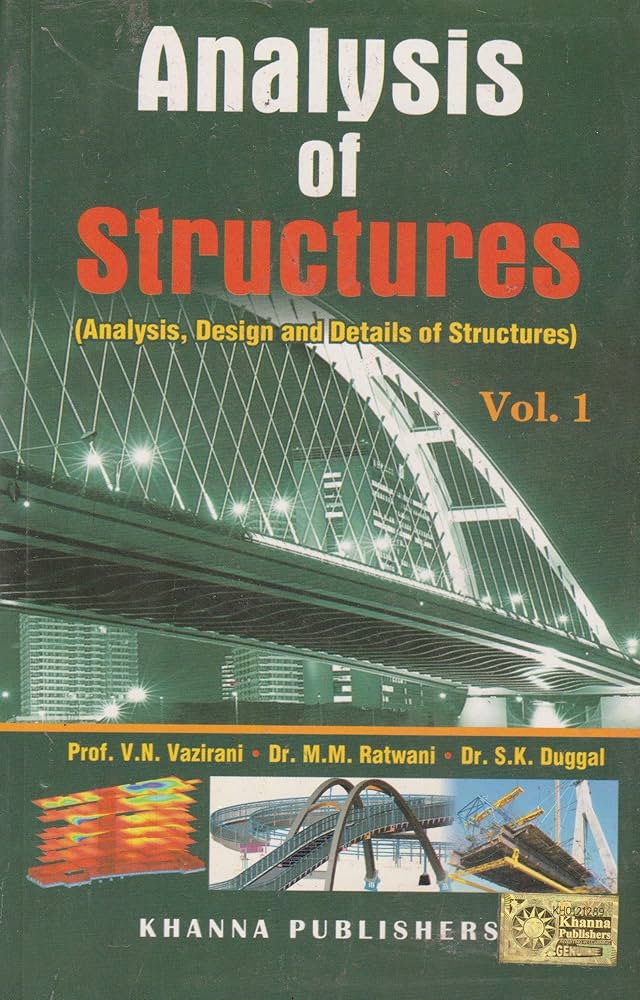 Analysis
of
Structures
(Analysis, Design and Details of Structures)
Vol. 1
Prof. V.N. Vazirani • Dr. M.M. Ratwani • Dr. S.K. Duggal
KHANNA PUBLISHERS
Khanna
Publishers
GENUINE